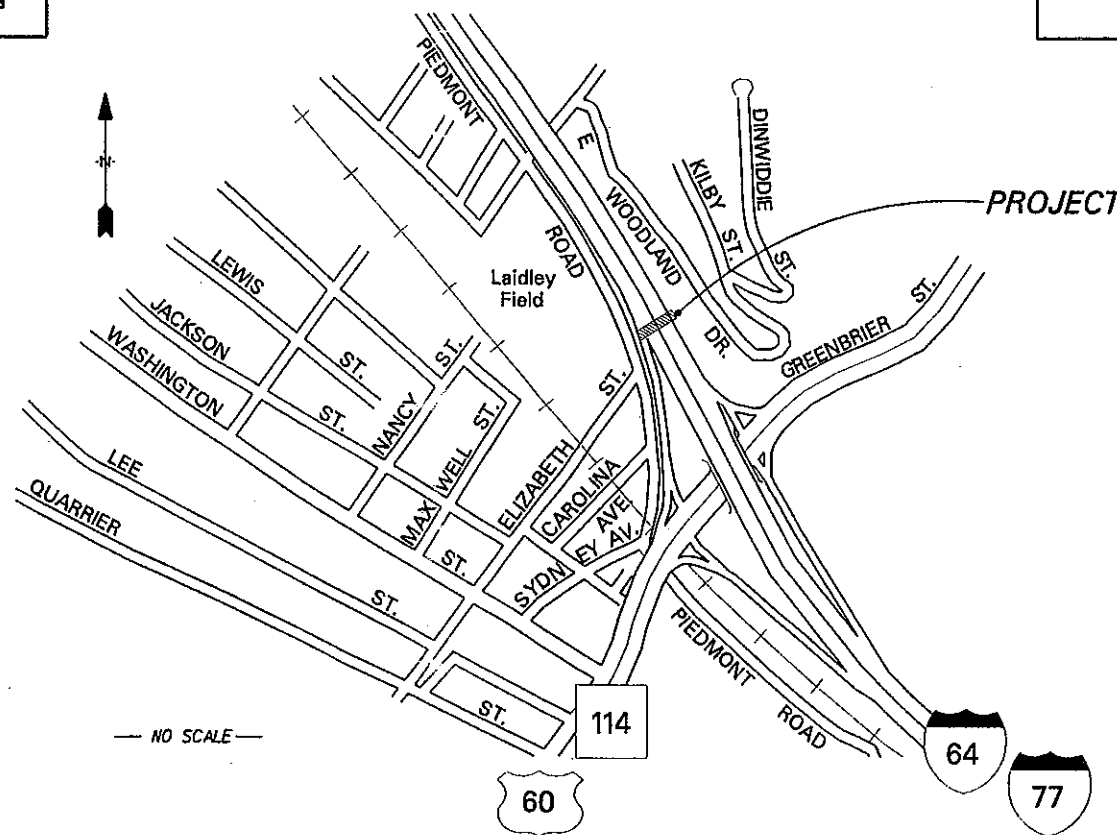 PIEDMONT
ROAD
N
E
WOODLAND
DR.
KILBY
ST.
DINWIDDIE
ST.
PROJECT
LEWIS
ST.
Laidley
Field
JACKSON
ST.
WASHINGTON
ST.
NANCY
ST.
MAX WELL
ST.
ELIZABETH
ST.
GREENBRIER
ST.
CAROLINA
AVE.
SYDN EY AV.
LEE
ST.
QUARRIER
ST.
PIEDMONT
ROAD
NO SCALE
114
60
64
77